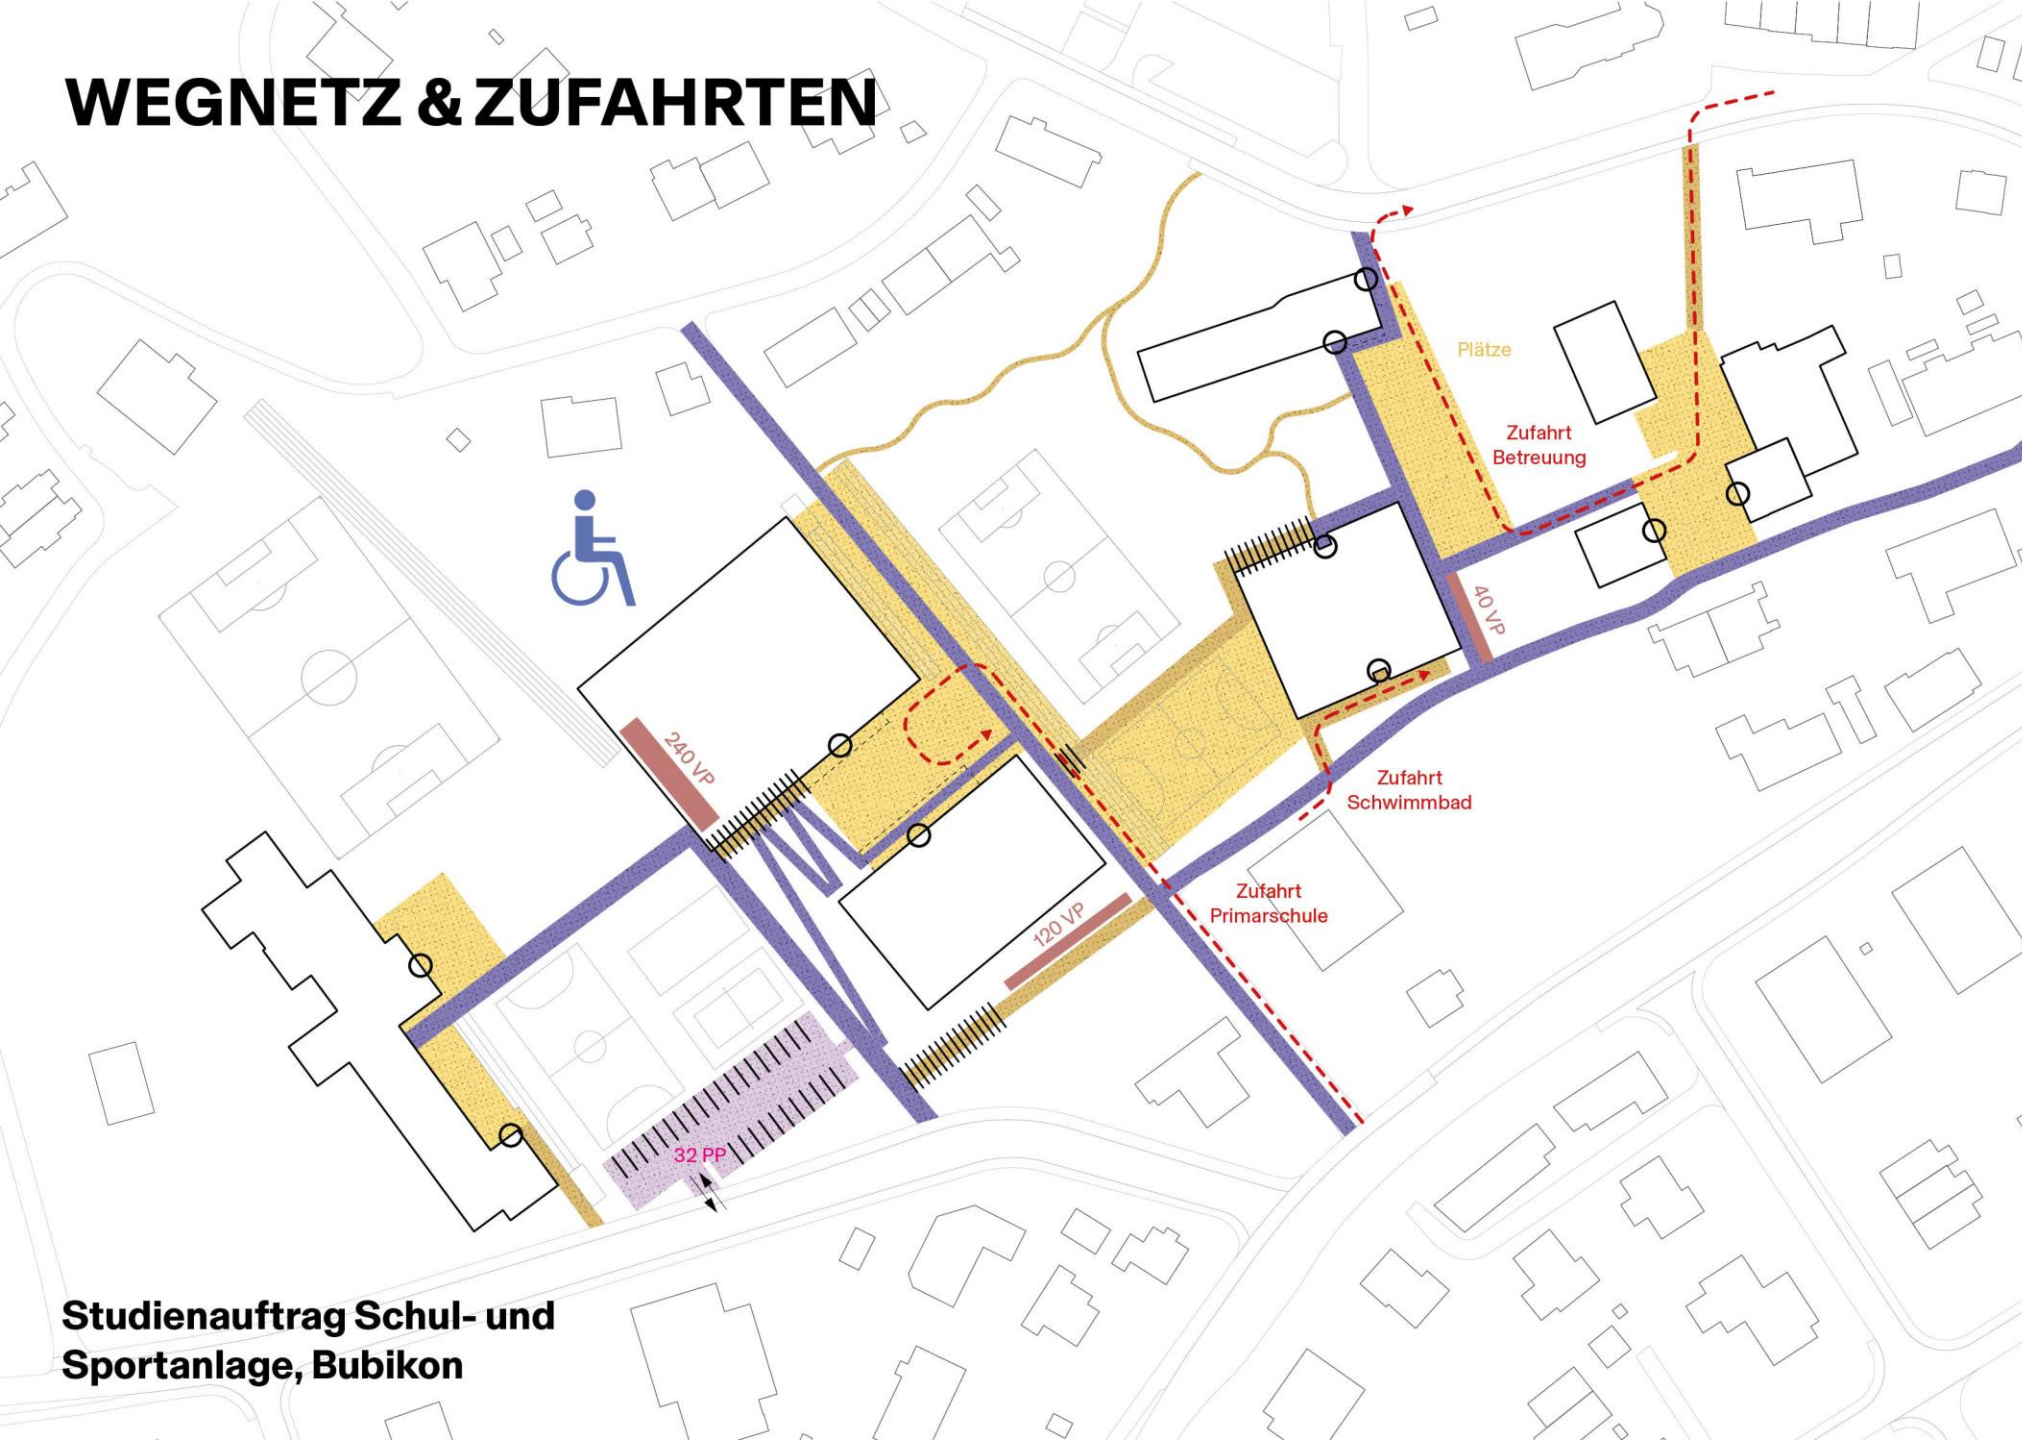 WEGNETZ & ZUFAHRTEN
Plätze
Zufahrt
Betreuung
40 VP
240 VP
Zufahrt
Schwimmbad
Zufahrt
Primarschule
120 VP
32 PP
Studienauftrag Schul- und
Sportanlage, Bubikon